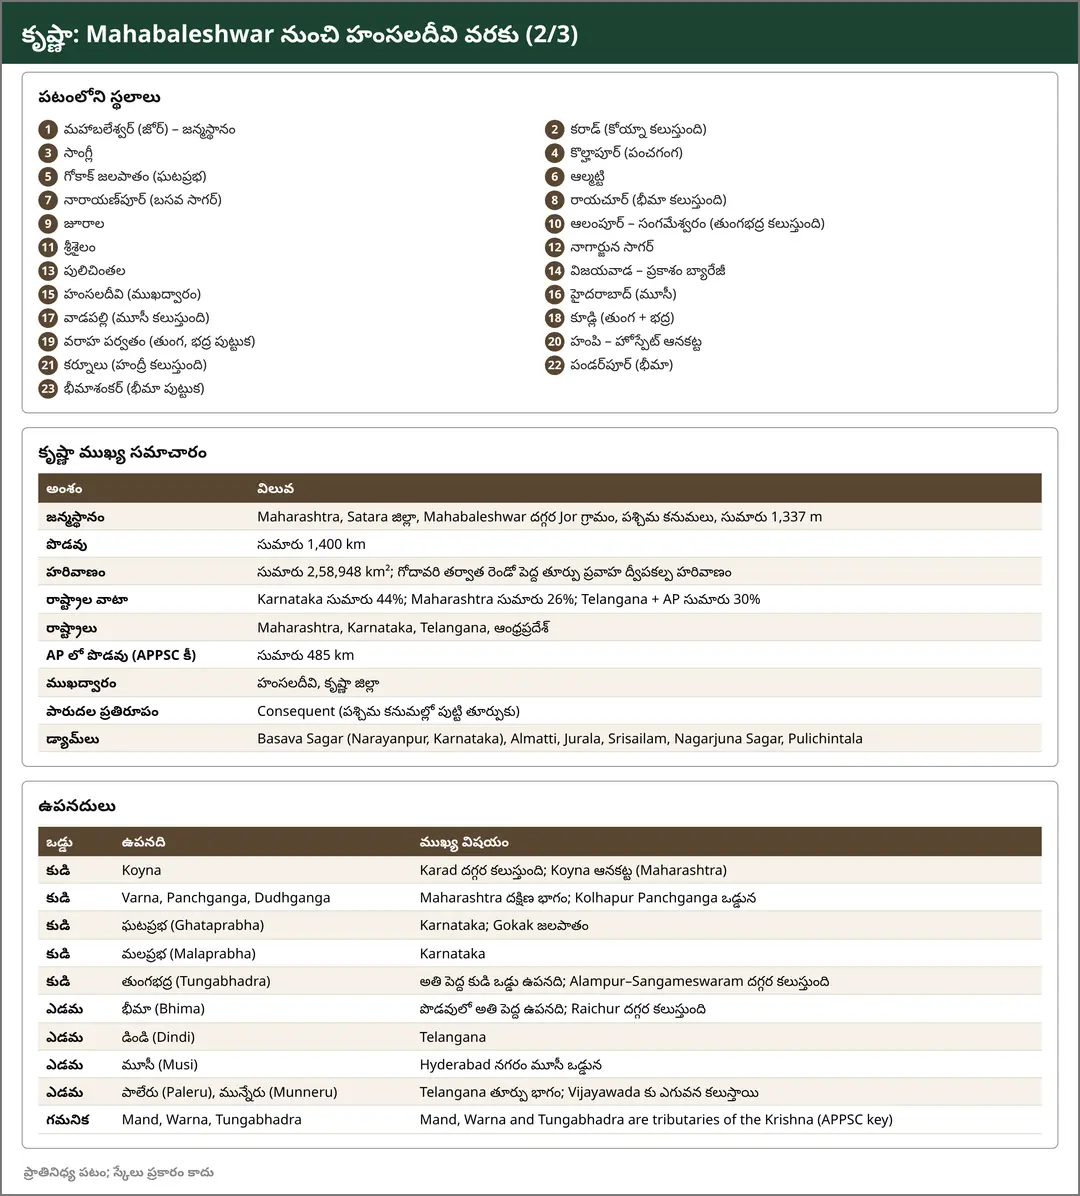 కృష్ణా: Mahabaleshwar నుంచి హంసలదీవి వరకు (2/3)
పటంలోని స్థలాలు
1 మహాబలేశ్వర్ (జోర్) – జన్మస్థానం
2 కరాడ్ (కోయ్నా కలుస్తుంది)
3 సాంగ్లీ
4 కొల్హాపూర్ (పంచగంగ)
5 గోకాక్ జలపాతం (ఘటప్రభ)
6 ఆల్మట్టి
7 నారాయణ్‌పూర్ (బసవ సాగర్)
8 రాయచూర్ (భీమా కలుస్తుంది)
9 జూరాల
10 ఆలంపూర్ – సంగమేశ్వరం (తుంగభద్ర కలుస్తుంది)
11 శ్రీశైలం
12 నాగార్జున సాగర్
13 పులిచింతల
14 విజయవాడ – ప్రకాశం బ్యారేజీ
15 హంసలదీవి (ముఖద్వారం)
16 హైదరాబాద్ (మూసీ)
17 వాడపల్లి (మూసీ కలుస్తుంది)
18 కూడ్లి (తుంగ + భద్ర)
19 వరాహ పర్వతం (తుంగ, భద్ర పుట్టుక)
20 హంపి – హోస్పేట్ ఆనకట్ట
21 కర్నూలు (హంద్రీ కలుస్తుంది)
22 పండర్‌పూర్ (భీమా)
23 భీమాశంకర్ (భీమా పుట్టుక)
కృష్ణా ముఖ్య సమాచారం
అంశం విలువ
జన్మస్థానం Maharashtra, Satara జిల్లా, Mahabaleshwar దగ్గర Jor గ్రామం, పశ్చిమ కనుమలు, సుమారు 1,337 m
పొడవు సుమారు 1,400 km
హరివాణం సుమారు 2,58,948 km²; గోదావరి తర్వాత రెండో పెద్ద తూర్పు ప్రవాహ ద్వీపకల్ప హరివాణం
రాష్ట్రాల వాటా Karnataka సుమారు 44%; Maharashtra సుమారు 26%; Telangana + AP సుమారు 30%
రాష్ట్రాలు Maharashtra, Karnataka, Telangana, ఆంధ్రప్రదేశ్
AP లో పొడవు (APPSC కీ) సుమారు 485 km
ముఖద్వారం హంసలదీవి, కృష్ణా జిల్లా
పారుదల ప్రతిరూపం Consequent (పశ్చిమ కనుమల్లో పుట్టి తూర్పుకు)
డ్యామ్‌లు Basava Sagar (Narayanpur, Karnataka), Almatti, Jurala, Srisailam, Nagarjuna Sagar, Pulichintala
ఉపనదులు
ఒడ్డు ఉపనది ముఖ్య విషయం
కుడి Koyna Karad దగ్గర కలుస్తుంది; Koyna ఆనకట్ట (Maharashtra)
కుడి Varna, Panchganga, Dudhganga Maharashtra దక్షిణ భాగం; Kolhapur Panchganga ఒడ్డున
కుడి ఘటప్రభ (Ghataprabha) Karnataka; Gokak జలపాతం
కుడి మలప్రభ (Malaprabha) Karnataka
కుడి తుంగభద్ర (Tungabhadra) అతి పెద్ద కుడి ఒడ్డు ఉపనది; Alampur–Sangameswaram దగ్గర కలుస్తుంది
ఎడమ భీమా (Bhima) పొడవులో అతి పెద్ద ఉపనది; Raichur దగ్గర కలుస్తుంది
ఎడమ డిండి (Dindi) Telangana
ఎడమ మూసీ (Musi) Hyderabad నగరం మూసీ ఒడ్డున
ఎడమ పాలేరు (Paleru), మున్నేరు (Munneru) Telangana తూర్పు భాగం; Vijayawada కు ఎగువన కలుస్తాయి
గమనిక Mand, Warna, Tungabhadra Mand, Warna and Tungabhadra are tributaries of the Krishna (APPSC key)
ప్రాతినిధ్య పటం; స్కేలు ప్రకారం కాదు